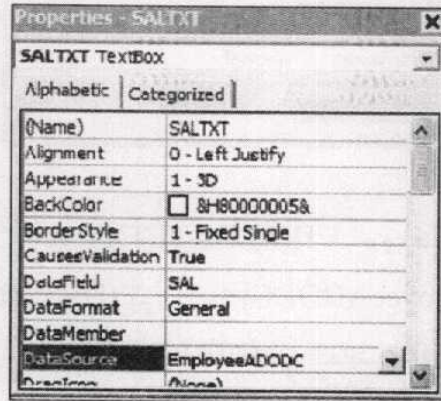 Properties - SALTXT
SALTXT TextBox
Alphabetic Categorized
(Name) SALTXT
Alignment 0 - Left Justify
Appearance 1 - 3D
BackColor &H80000005&
BorderStyle 1 - Fixed Single
CausesValidation True
DataField SAL
DataFormat General
DataMember
DataSource EmployeeADODC
DragIcon (None)